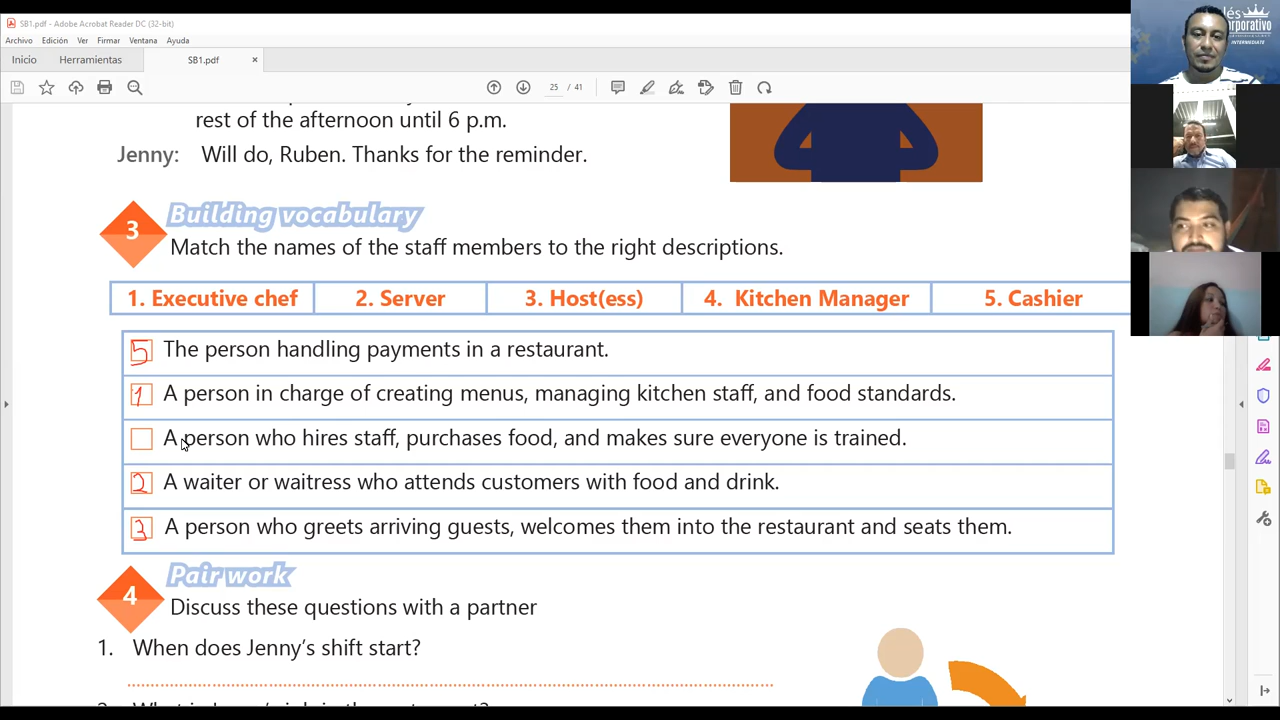 SB1.pdf - Adobe Acrobat Reader DC (32-bit)
Archivo Edición Ver Firmar Ventana Ayuda
Inicio Herramientas SB1.pdf ×
25 / 41
rest of the afternoon until 6 p.m.
Jenny: Will do, Ruben. Thanks for the reminder.
3 Building vocabulary
Match the names of the staff members to the right descriptions.
1. Executive chef 2. Server 3. Host(ess) 4. Kitchen Manager 5. Cashier
5 The person handling payments in a restaurant.
1 A person in charge of creating menus, managing kitchen staff, and food standards.
A person who hires staff, purchases food, and makes sure everyone is trained.
2 A waiter or waitress who attends customers with food and drink.
3 A person who greets arriving guests, welcomes them into the restaurant and seats them.
4 Pair work
Discuss these questions with a partner
1. When does Jenny's shift start?
INTERMEDIATE